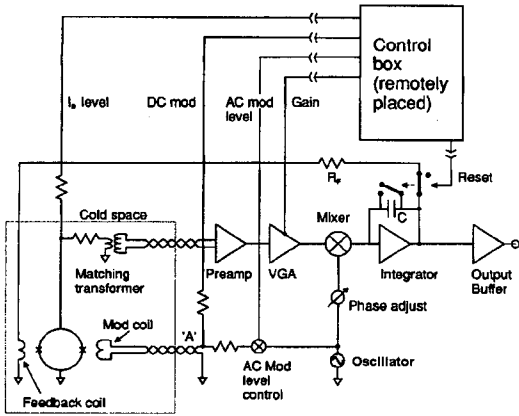 Control
box
(remotely
placed)
Iₒ level
DC mod
AC mod
level
Gain
Reset
R_F
Cold space
Mixer
C
Matching
transformer
Preamp
VGA
Integrator
Output
Buffer
Phase adjust
Mod coil
'A'
AC Mod
level
control
Oscillator
Feedback coil